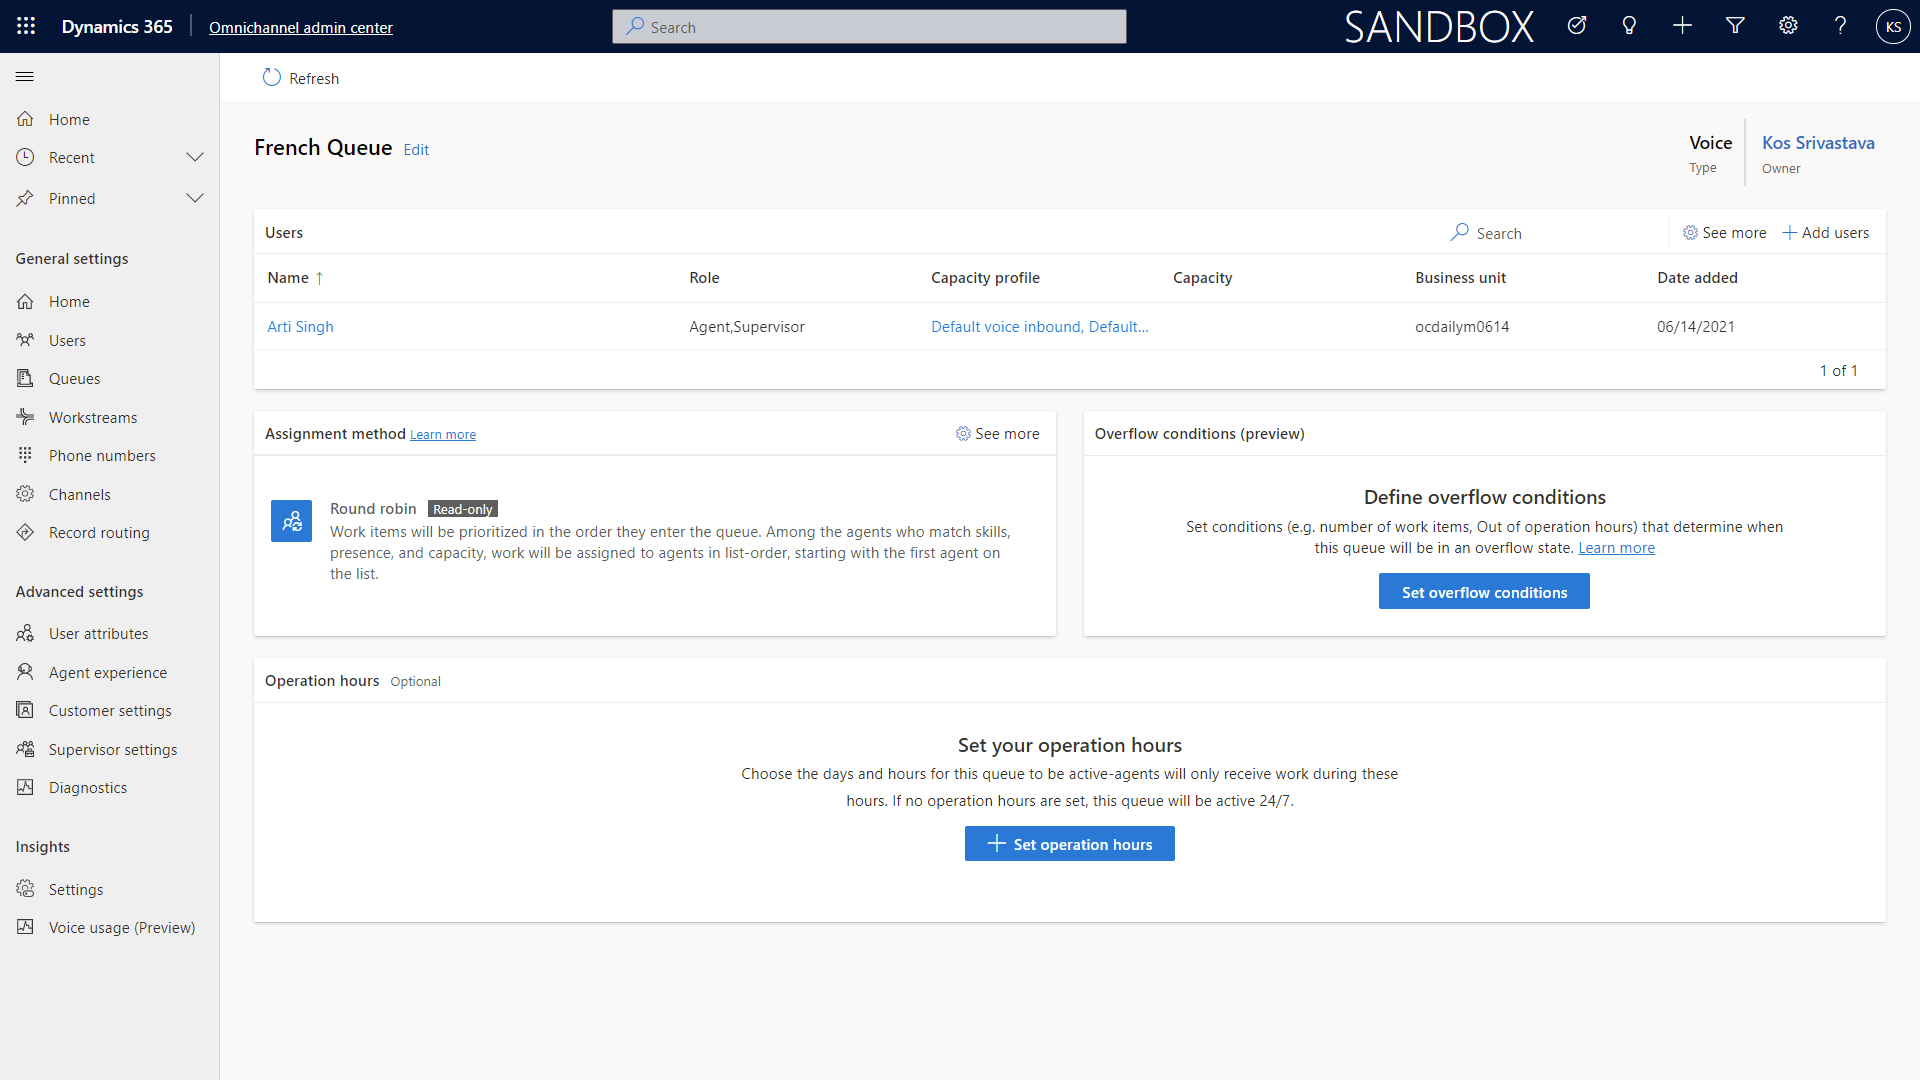 Dynamics 365
Omnichannel admin center
Search
SANDBOX
KS
Home
Recent
Pinned
General settings
Home
Users
Queues
Workstreams
Phone numbers
Channels
Record routing
Advanced settings
User attributes
Agent experience
Customer settings
Supervisor settings
Diagnostics
Insights
Settings
Voice usage (Preview)
Refresh
French Queue Edit
Voice
Type
Kos Srivastava
Owner
Users
Search
See more
Add users
Name ↑ Role Capacity profile Capacity Business unit Date added
Arti Singh Agent,Supervisor Default voice inbound, Default... ocdailym0614 06/14/2021
1 of 1
Assignment method Learn more
See more
Round robin Read-only
Work items will be prioritized in the order they enter the queue. Among the agents who match skills,
presence, and capacity, work will be assigned to agents in list-order, starting with the first agent on
the list.
Overflow conditions (preview)
Define overflow conditions
Set conditions (e.g. number of work items, Out of operation hours) that determine when
this queue will be in an overflow state. Learn more
Set overflow conditions
Operation hours Optional
Set your operation hours
Choose the days and hours for this queue to be active-agents will only receive work during these
hours. If no operation hours are set, this queue will be active 24/7.
Set operation hours